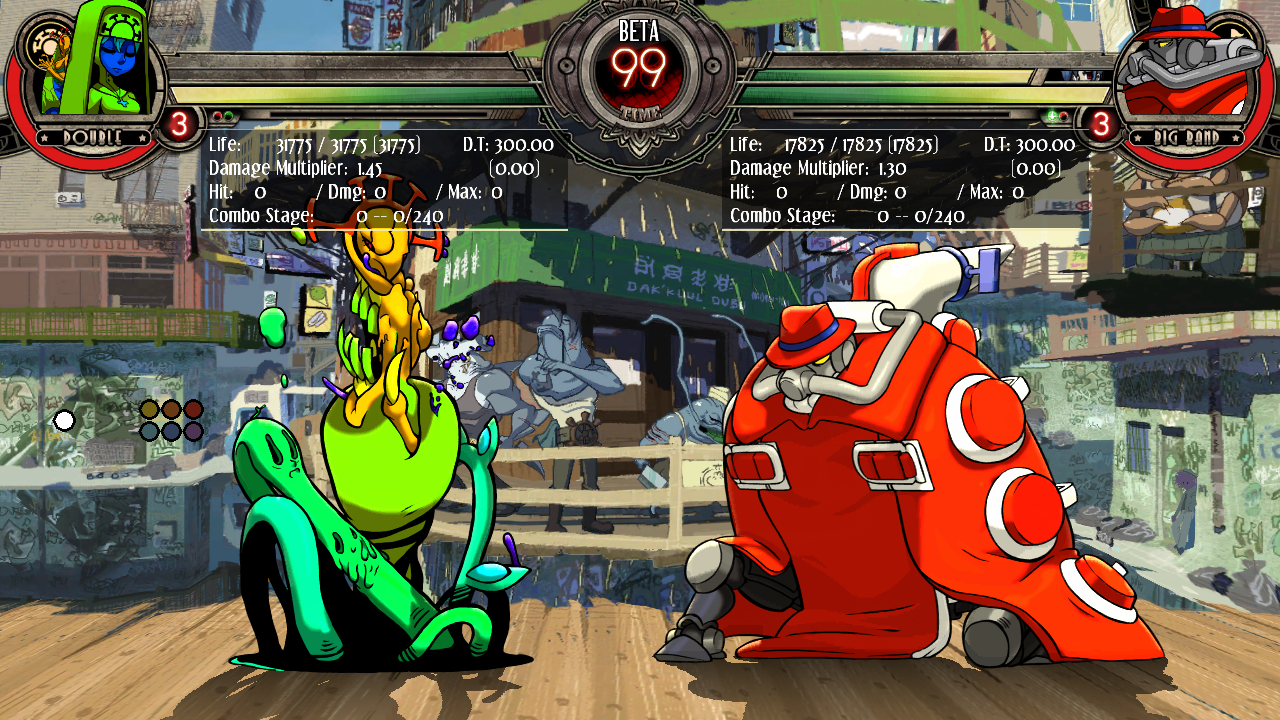 BETA
99
TIME
DOUBLE
3
3
BIG BAND
Life: 31775 / 31775 (31775) D.T: 300.00
Damage Multiplier: 1.45 (0.00)
Hit: 0 / Dmg: 0 / Max: 0
Combo Stage: 0 -- 0/240
Life: 17825 / 17825 (17825) D.T: 300.00
Damage Multiplier: 1.30 (0.00)
Hit: 0 / Dmg: 0 / Max: 0
Combo Stage: 0 -- 0/240
DAK'KUUL